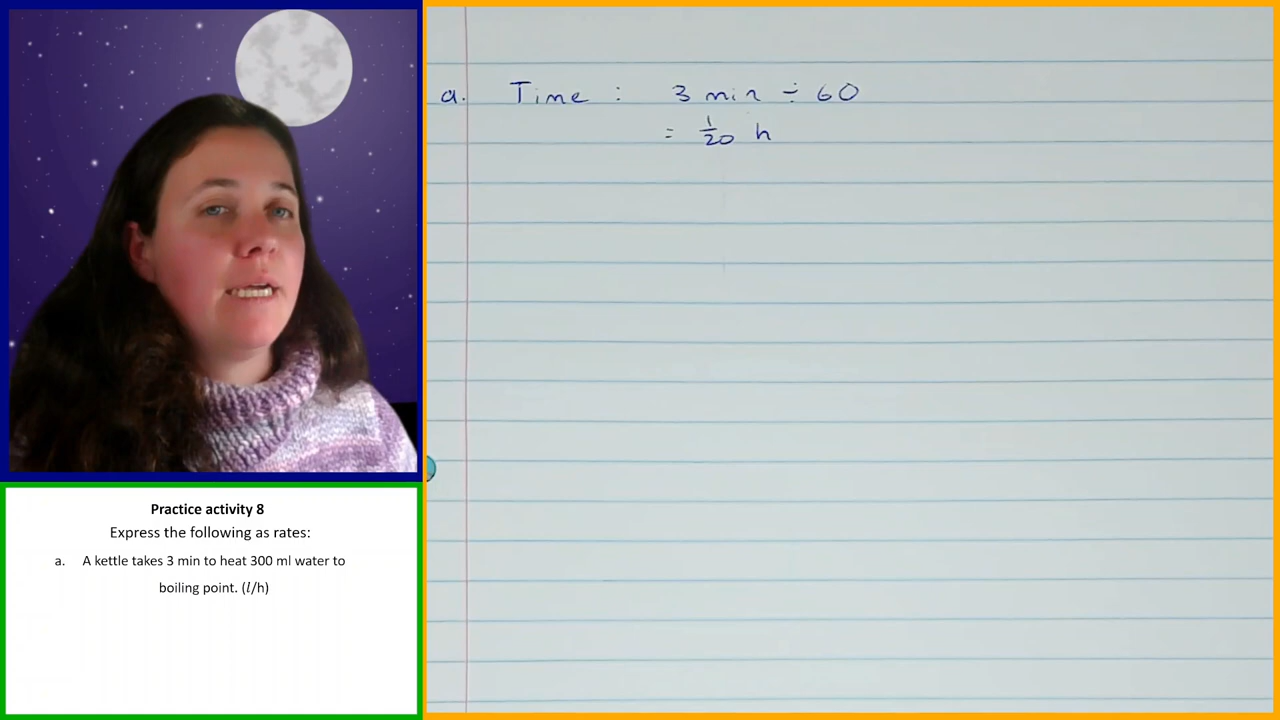 a. Time : 3 min ÷ 60
= 1/20 h
Practice activity 8
Express the following as rates:
a. A kettle takes 3 min to heat 300 ml water to
boiling point. (l/h)